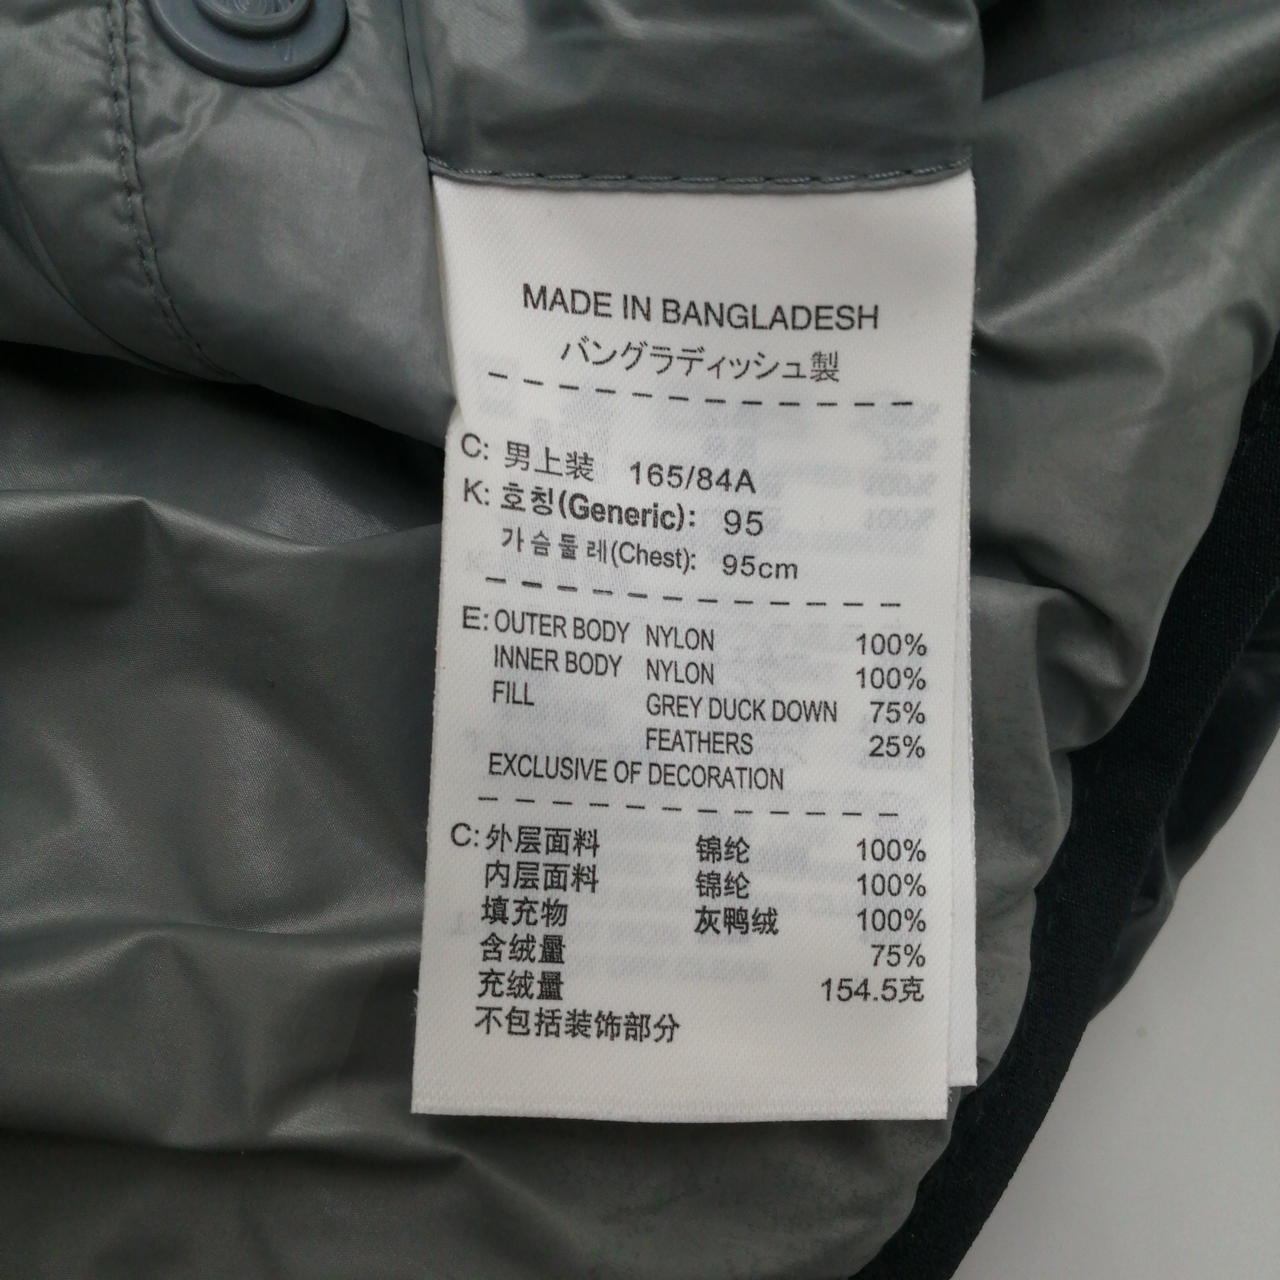 MADE IN BANGLADESH
バングラディッシュ製
C: 男上装 165/84A
K: 호칭(Generic): 95
가슴둘레(Chest): 95cm
E: OUTER BODY NYLON 100%
INNER BODY NYLON 100%
FILL GREY DUCK DOWN 75%
FEATHERS 25%
EXCLUSIVE OF DECORATION
C: 外层面料 锦纶 100%
内层面料 锦纶 100%
填充物 灰鸭绒 100%
含绒量 75%
充绒量 154.5克
不包括装饰部分